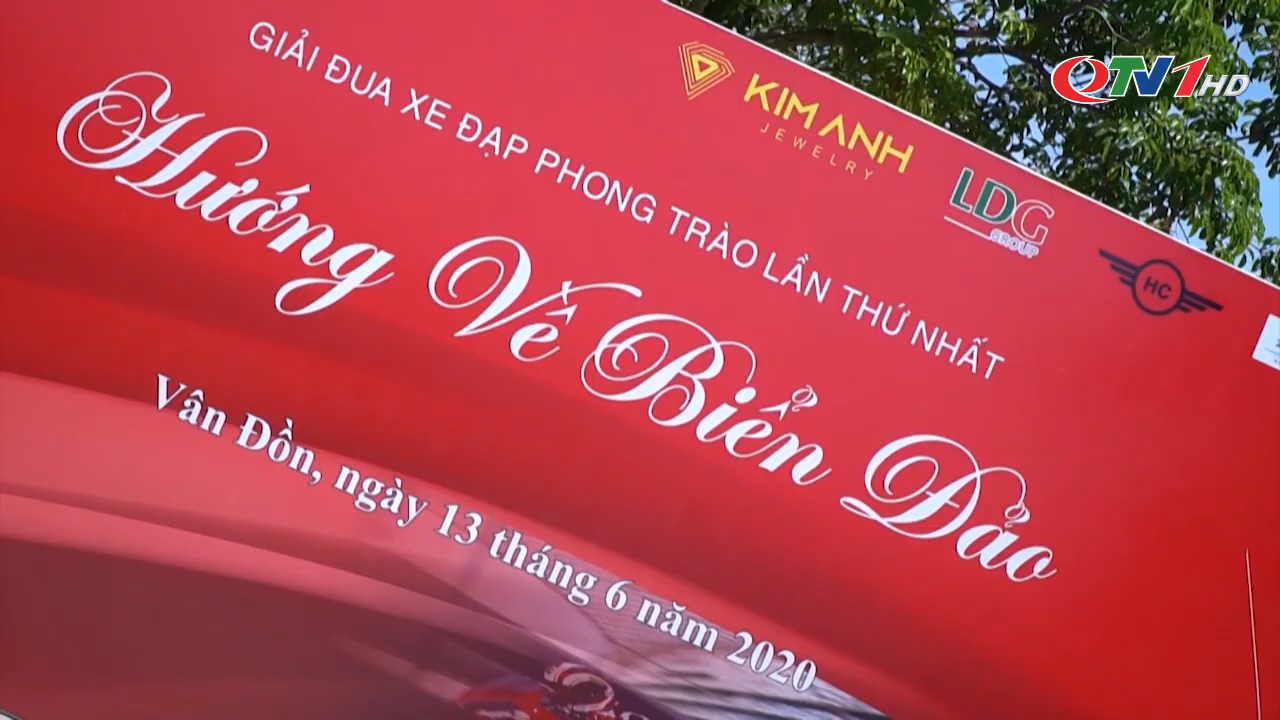 QTV1HD
KIM ANH
JEWELRY
LDG
GROUP
HC
GIẢI ĐUA XE ĐẠP PHONG TRÀO LẦN THỨ NHẤT
Hướng Về Biển Đảo
Vân Đồn, ngày 13 tháng 6 năm 2020